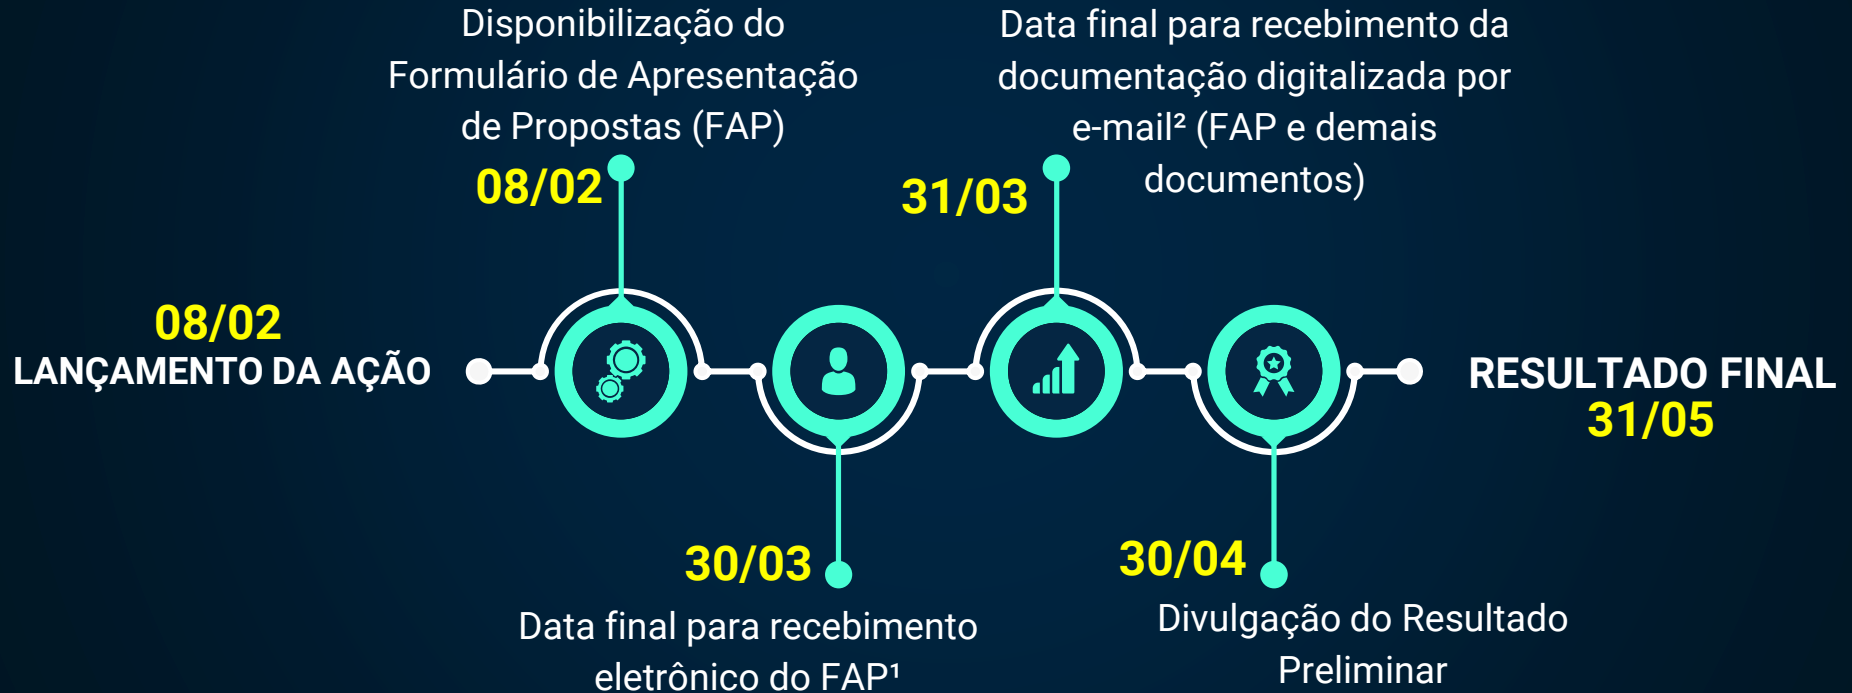 08/02
LANÇAMENTO DA AÇÃO
Disponibilização do
Formulário de Apresentação
de Propostas (FAP)
08/02
30/03
Data final para recebimento
eletrônico do FAP¹
Data final para recebimento da
documentação digitalizada por
e-mail² (FAP e demais
documentos)
31/03
30/04
Divulgação do Resultado
Preliminar
RESULTADO FINAL
31/05